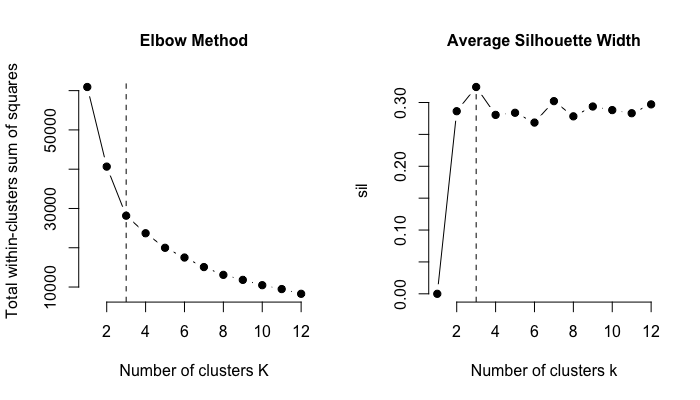 Elbow Method
Total within-clusters sum of squares
10000 30000 50000
2 4 6 8 10 12
Number of clusters K
Average Silhouette Width
sil
0.00 0.10 0.20 0.30
2 4 6 8 10 12
Number of clusters k